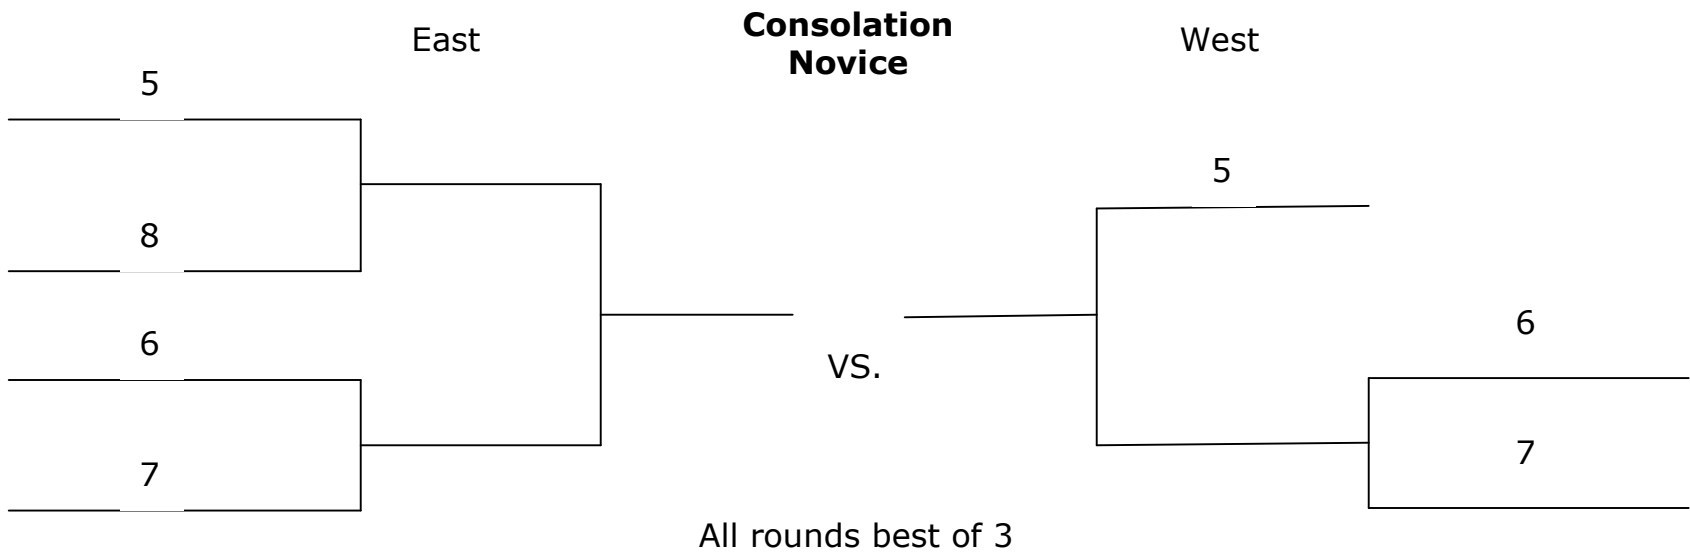 East
Consolation
Novice
West
5
8
6
7
VS.
5
6
7
All rounds best of 3